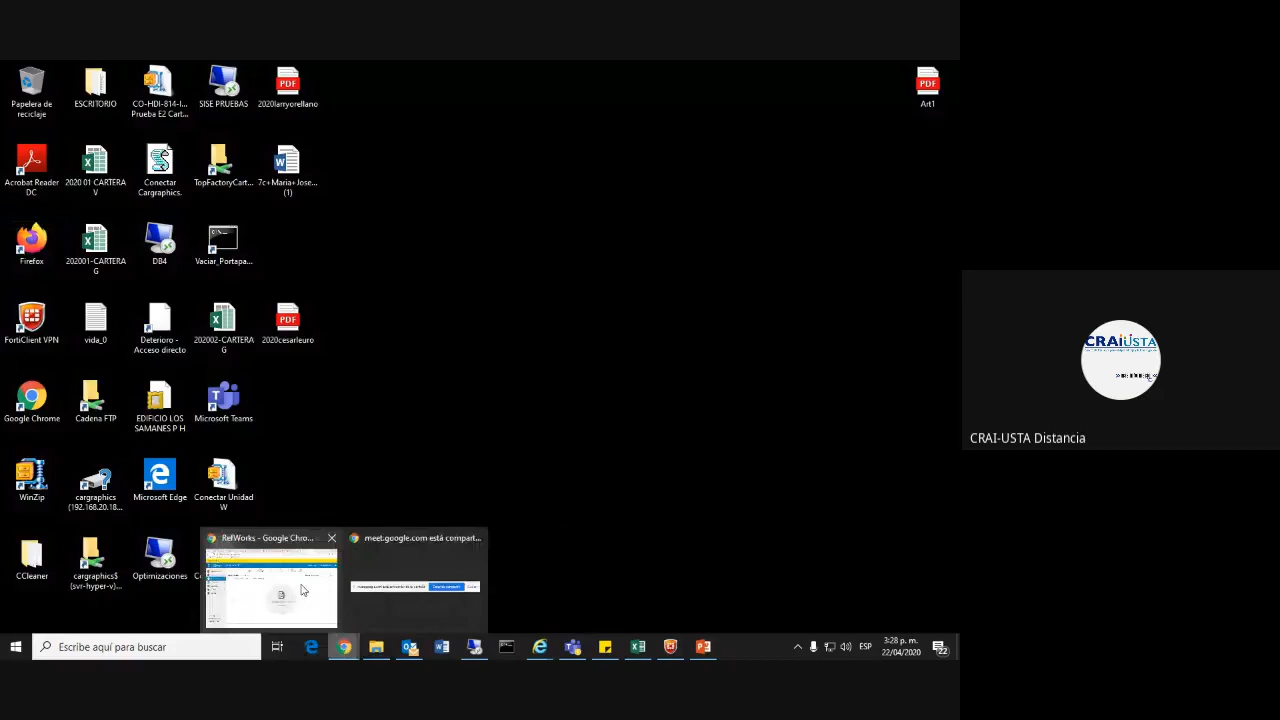 Papelera de
reciclaje
ESCRITORIO
CO-HDI-814-I...
Prueba E2 Cart...
SISE PRUEBAS
PDF
2020larryorellano
PDF
Art1
Acrobat Reader
DC
2020 01 CARTERA
V
Conectar
Cargraphics.
TopFactoryCart...
7c+Maria+Jose...
(1)
Firefox
202001-CARTERA
G
DB4
Vaciar_Portapa...
FortiClient VPN
vida_0
Deterioro -
Acceso directo
202002-CARTERA
G
PDF
2020cesarleuro
Google Chrome
Cadena FTP
EDIFICIO LOS
SAMANES P H
Microsoft Teams
WinZip
cargraphics
(192.168.20.18...
Microsoft Edge
Conectar Unidad
W
CCleaner
cargraphics$
(svr-hyper-v)...
Optimizaciones
RefWorks - Google Chro...
meet.google.com está compart...
CRAIUSTA
CRAI-USTA Distancia
Escribe aquí para buscar
ESP
3:28 p. m.
22/04/2020
22